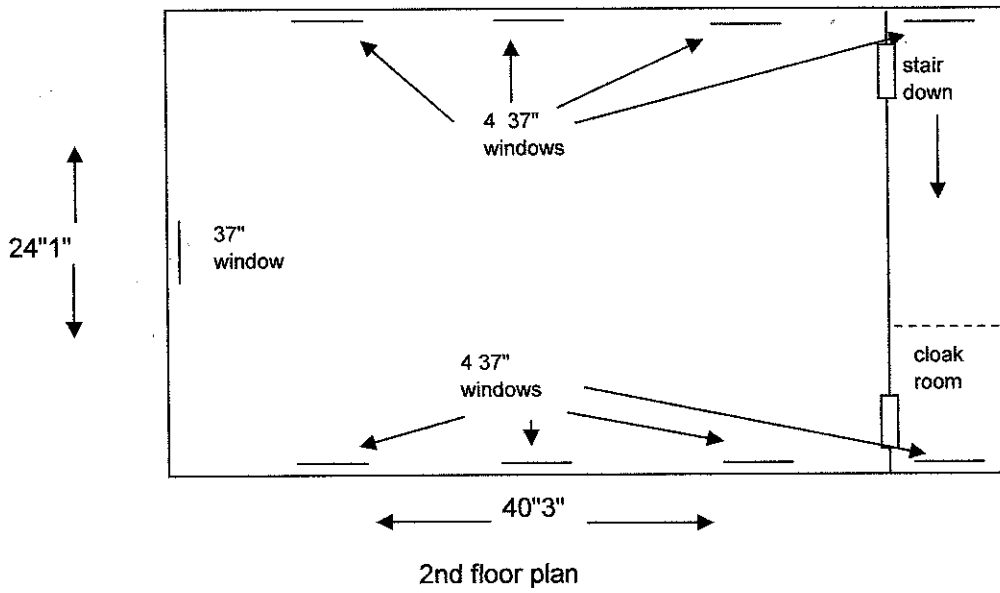 stair
down
4 37"
windows
24"1"
37"
window
4 37"
windows
cloak
room
40"3"
2nd floor plan